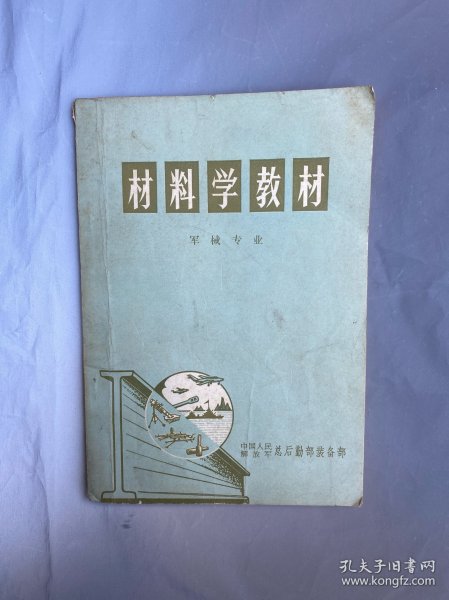 材料学教材
军械专业
中国人民
解放军 总后勤部装备部
孔夫子旧书网
www.kongfz.com